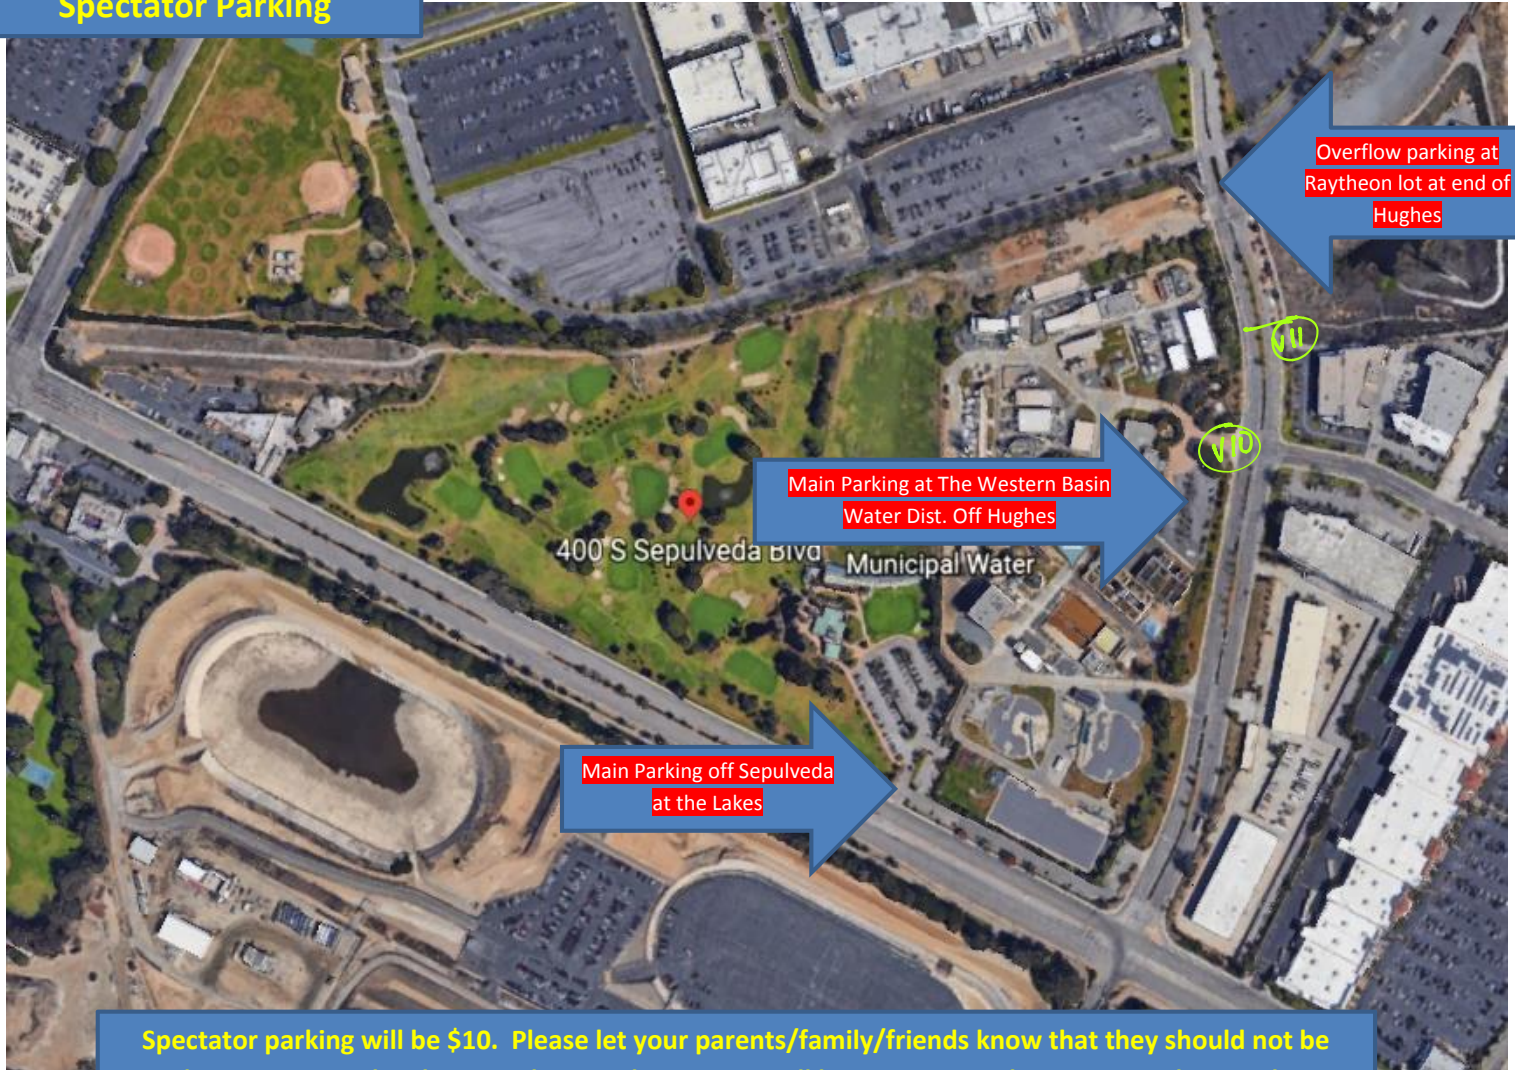 Spectator Parking
Overflow parking at
Raytheon lot at end of
Hughes
V11
V10
Main Parking at The Western Basin
Water Dist. Off Hughes
400 S Sepulveda Blvd
Municipal Water
Main Parking off Sepulveda
at the Lakes
Spectator parking will be $10.  Please let your parents/family/friends know that they should not be